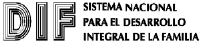 DIF SISTEMA NACIONAL
PARA EL DESARROLLO
INTEGRAL DE LA FAMILIA